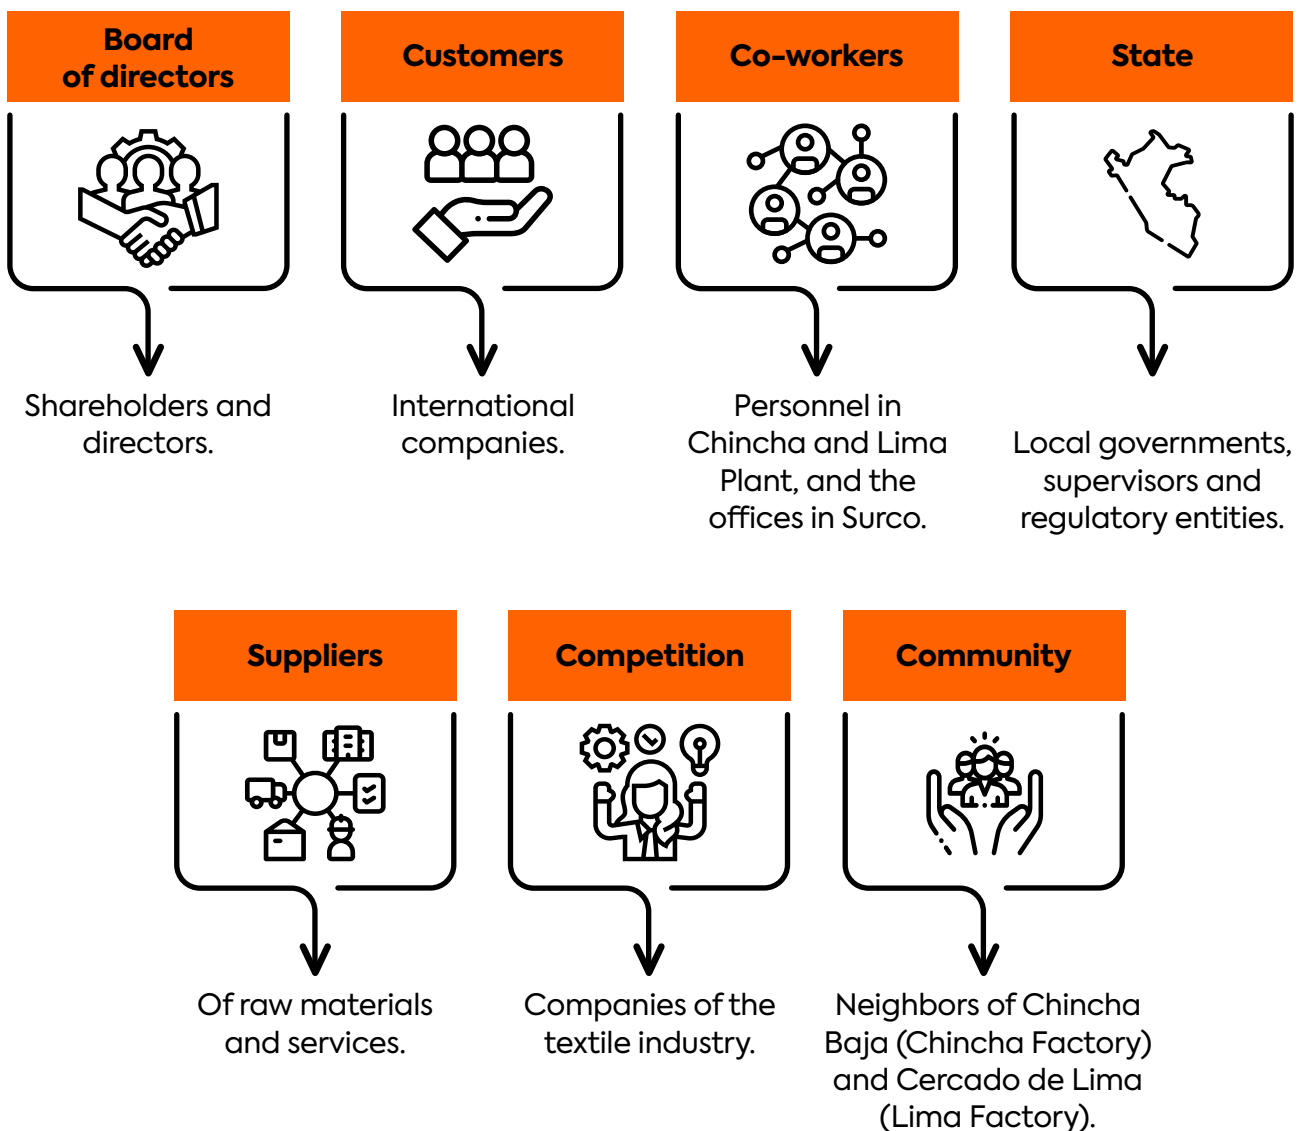 Board
of directors
Customers
Co-workers
State
Shareholders and
directors.
International
companies.
Personnel in
Chincha and Lima
Plant, and the
offices in Surco.
Local governments,
supervisors and
regulatory entities.
Suppliers
Competition
Community
Of raw materials
and services.
Companies of the
textile industry.
Neighbors of Chincha
Baja (Chincha Factory)
and Cercado de Lima
(Lima Factory).